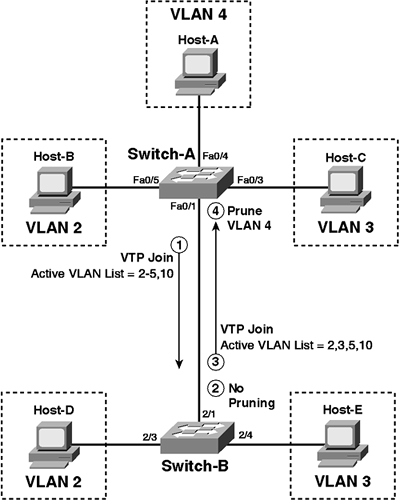 VLAN 4
Host-A
Switch-A
Fa0/4
Host-B
Fa0/5
Fa0/3
Host-C
VLAN 2
Fa0/1
4 Prune
VLAN 4
VLAN 3
1
VTP Join
Active VLAN List = 2-5,10
VTP Join
Active VLAN List = 2,3,5,10
3
2 No
Pruning
Host-D
2/1
Host-E
2/3
2/4
VLAN 2
Switch-B
VLAN 3